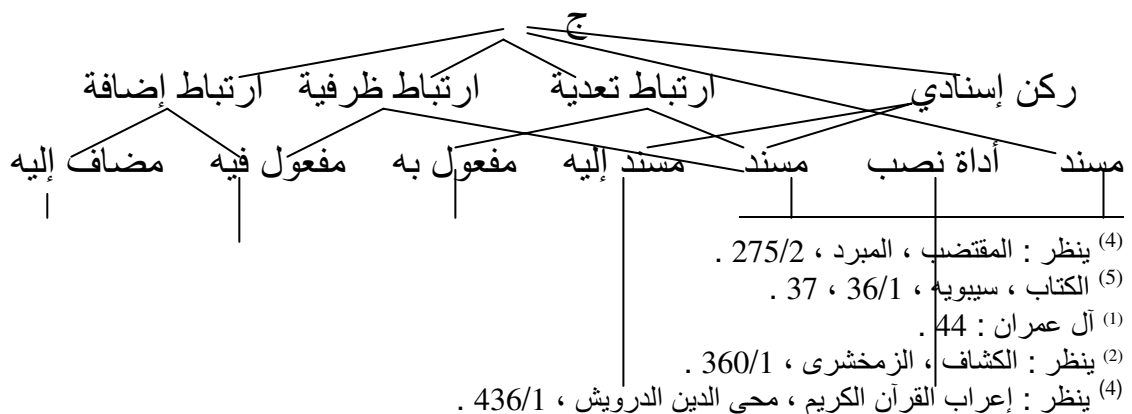 ج
ركن إسنادي ارتباط تعدية ارتباط ظرفية ارتباط إضافة
مسند أداة نصب مسند مسند إليه مفعول به مفعول فيه مضاف إليه
(4) ينظر : المقتضب ، المبرد ، 275/2 .
(5) الكتاب ، سيبويه ، 36/1 ، 37 .
(1) آل عمران : 44 .
(2) ينظر : الكشاف ، الزمخشرى ، 360/1 .
(4) ينظر : إعراب القرآن الكريم ، محي الدين الدرويش ، 436/1 .